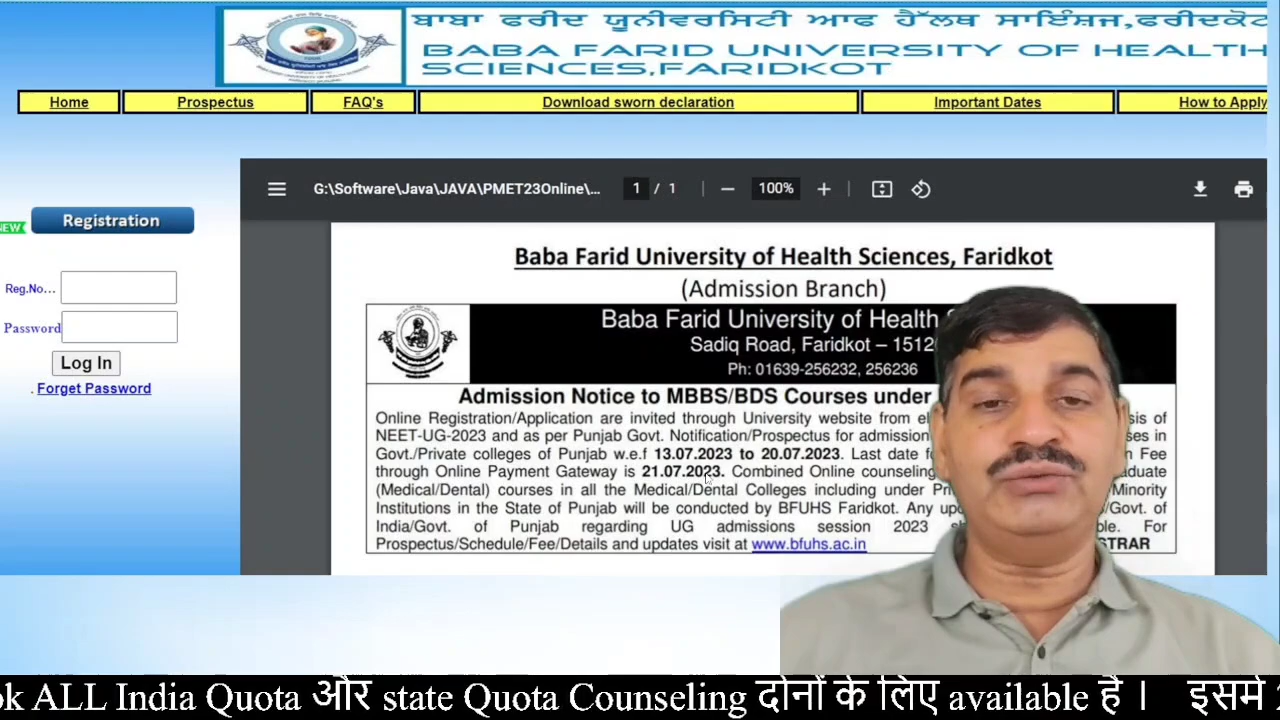 ਬਾਬਾ ਫਰੀਦ ਯੂਨੀਵਰਸਿਟੀ ਆਫ ਹੈੱਲਥ ਸਾਇੰਸਜ,ਫਰੀਦਕੋਟ
BABA FARID UNIVERSITY OF HEALTH
SCIENCES,FARIDKOT
Home Prospectus FAQ's Download sworn declaration Important Dates How to Apply
G:\Software\Java\JAVA\PMET23Online\... 1 / 1 100%
NEW Registration
Reg.No...
Password
Log In
. Forget Password
Baba Farid University of Health Sciences, Faridkot
(Admission Branch)
Baba Farid University of Health
Sadiq Road, Faridkot – 1512
Ph: 01639-256232, 256236
Admission Notice to MBBS/BDS Courses under
Online Registration/Application are invited through University website from of
NEET-UG-2023 and as per Punjab Govt. Notification/Prospectus for admission in
Govt./Private colleges of Punjab w.e.f 13.07.2023 to 20.07.2023. Last date Fee
through Online Payment Gateway is 21.07.2023. Combined Online counseling
(Medical/Dental) courses in all the Medical/Dental Colleges including under Minority
Institutions in the State of Punjab will be conducted by BFUHS Faridkot. Any of
India/Govt. of Punjab regarding UG admissions session 2023 For
Prospectus/Schedule/Fee/Details and updates visit at www.bfuhs.ac.in
ALL India Quota और state Quota Counseling दोनों के लिए available है । इसमें